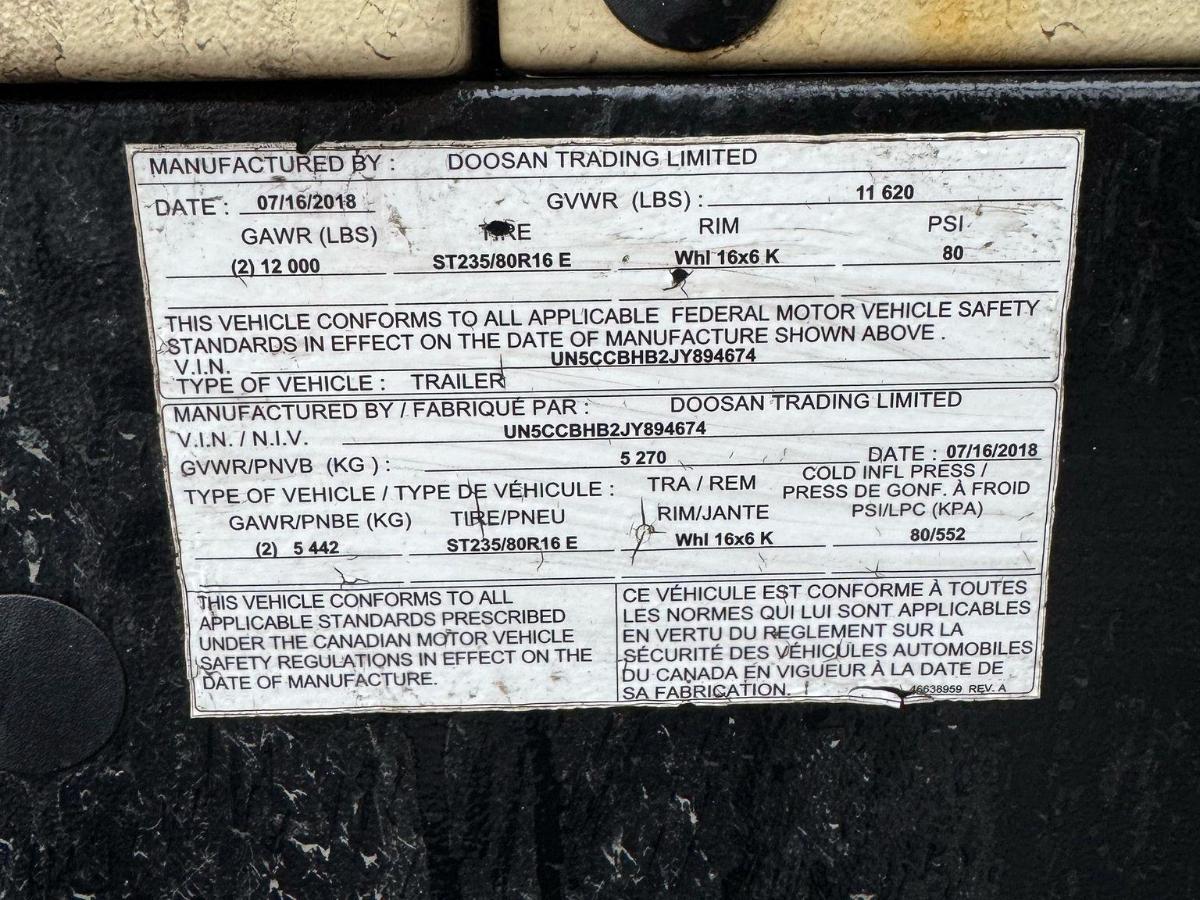 MANUFACTURED BY : DOOSAN TRADING LIMITED
DATE : 07/16/2018 GVWR (LBS) : 11 620
GAWR (LBS) TIRE RIM PSI
(2) 12 000 ST235/80R16 E Whl 16x6 K 80
THIS VEHICLE CONFORMS TO ALL APPLICABLE FEDERAL MOTOR VEHICLE SAFETY
STANDARDS IN EFFECT ON THE DATE OF MANUFACTURE SHOWN ABOVE .
V.I.N. UN5CCBHB2JY894674
TYPE OF VEHICLE : TRAILER
MANUFACTURED BY / FABRIQUÉ PAR : DOOSAN TRADING LIMITED
V.I.N. / N.I.V. UN5CCBHB2JY894674
GVWR/PNVB (KG ) : 5 270 DATE : 07/16/2018
TYPE OF VEHICLE / TYPE DE VÉHICULE : TRA / REM COLD INFL PRESS /
PRESS DE GONF. À FROID
GAWR/PNBE (KG) TIRE/PNEU RIM/JANTE PSI/LPC (KPA)
(2) 5 442 ST235/80R16 E Whl 16x6 K 80/552
THIS VEHICLE CONFORMS TO ALL
APPLICABLE STANDARDS PRESCRIBED
UNDER THE CANADIAN MOTOR VEHICLE
SAFETY REGULATIONS IN EFFECT ON THE
DATE OF MANUFACTURE.
CE VÉHICULE EST CONFORME À TOUTES
LES NORMES QUI LUI SONT APPLICABLES
EN VERTU DU REGLEMENT SUR LA
SÉCURITÉ DES VÉHICULES AUTOMOBILES
DU CANADA EN VIGUEUR À LA DATE DE
SA FABRICATION.
46638959 REV. A